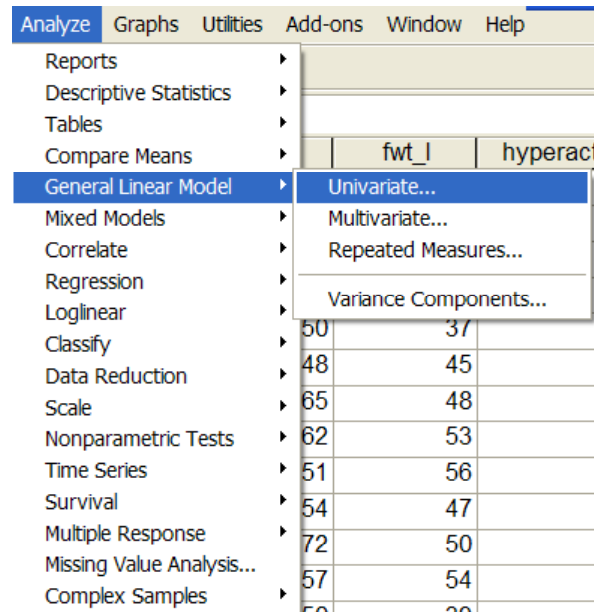 Analyze Graphs Utilities Add-ons Window Help
Reports
Descriptive Statistics
Tables
Compare Means
General Linear Model
Mixed Models
Correlate
Regression
Loglinear
Classify
Data Reduction
Scale
Nonparametric Tests
Time Series
Survival
Multiple Response
Missing Value Analysis...
Complex Samples
fwt_l hyperact
Univariate...
Multivariate...
Repeated Measures...
Variance Components...
50 37
48 45
65 48
62 53
51 56
54 47
72 50
57 54